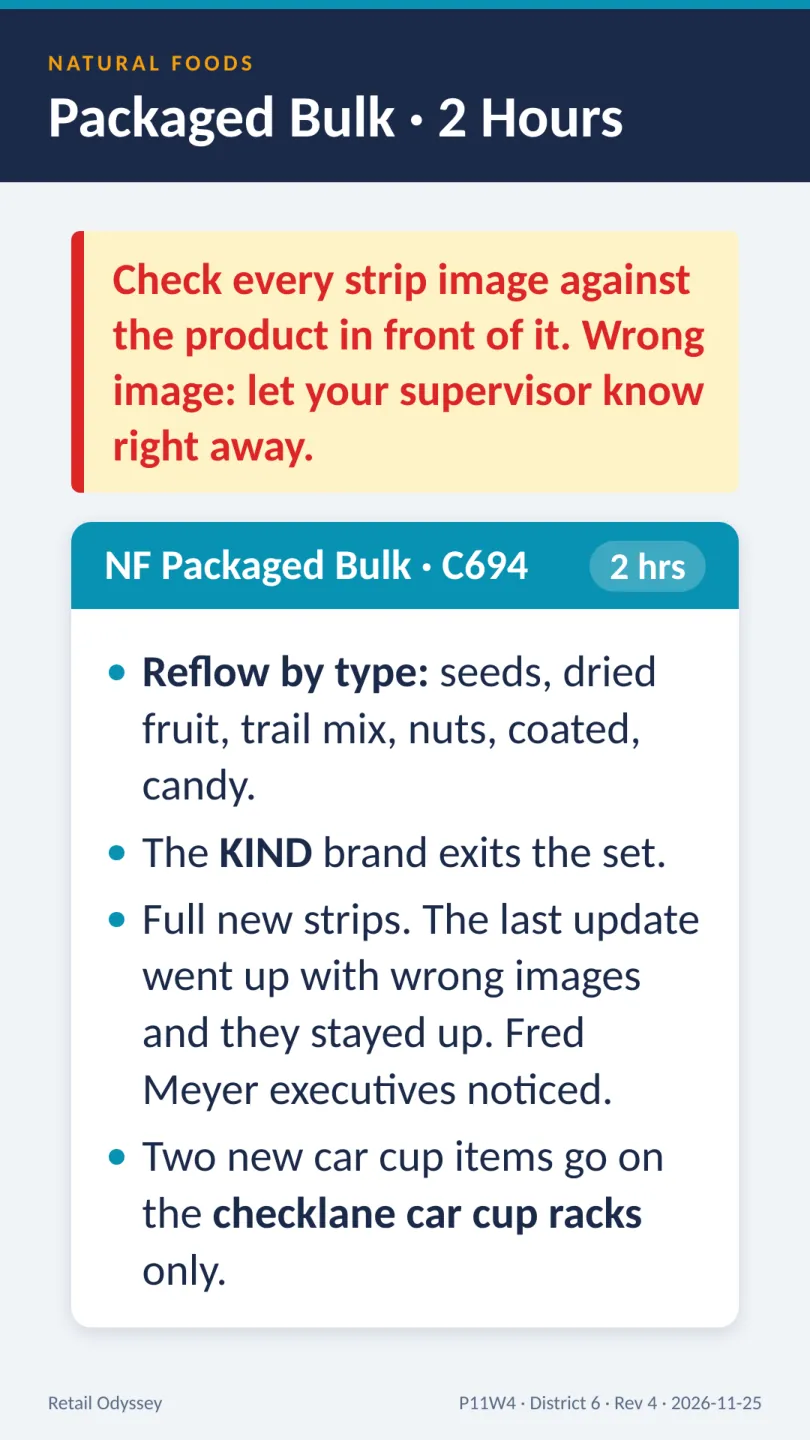 NATURAL FOODS
Packaged Bulk · 2 Hours
Check every strip image against
the product in front of it. Wrong
image: let your supervisor know
right away.
NF Packaged Bulk · C694
2 hrs
• Reflow by type: seeds, dried
fruit, trail mix, nuts, coated,
candy.
• The KIND brand exits the set.
• Full new strips. The last update
went up with wrong images
and they stayed up. Fred
Meyer executives noticed.
• Two new car cup items go on
the checklane car cup racks
only.
Retail Odyssey
P11W4 · District 6 · Rev 4 · 2026-11-25